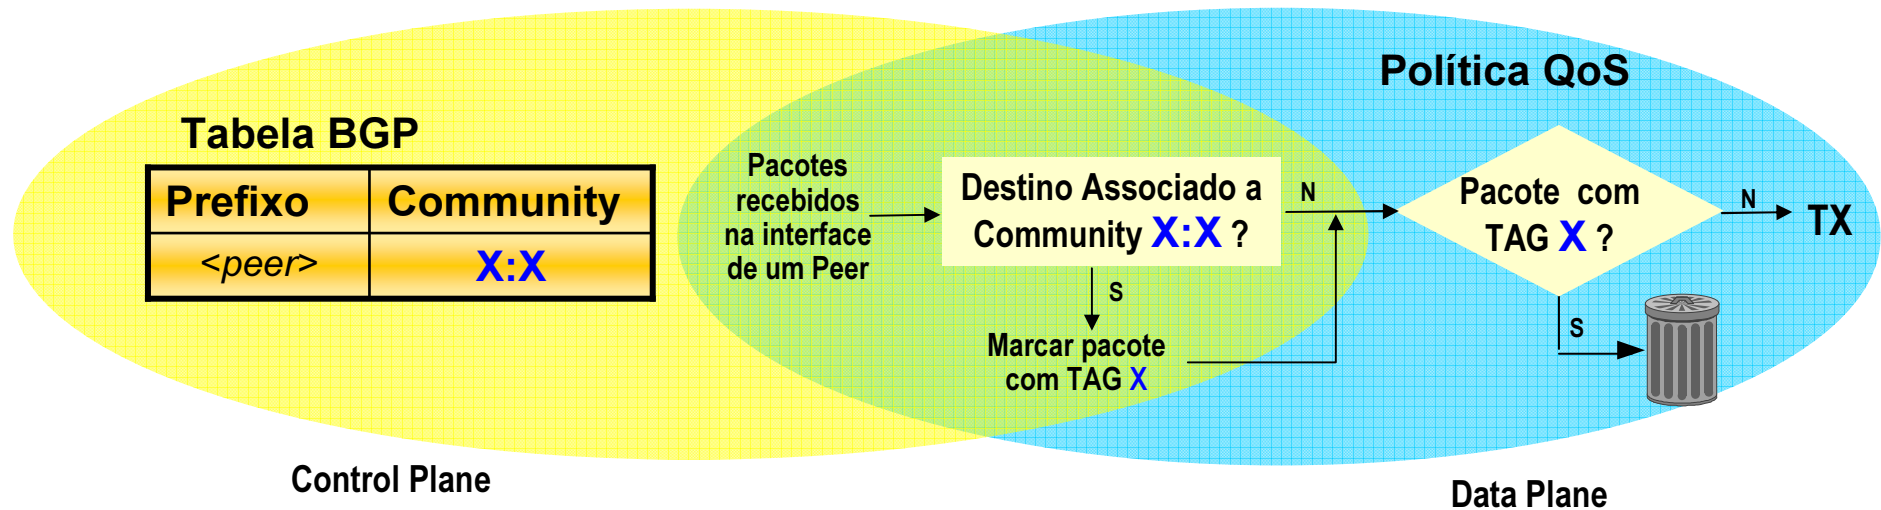 Política QoS
Tabela BGP
Prefixo Community
<peer> X:X
Pacotes
recebidos
na interface
de um Peer
Destino Associado a
Community X:X ?
N
S
Marcar pacote
com TAG X
Pacote com
TAG X ?
N
TX
S
Control Plane
Data Plane